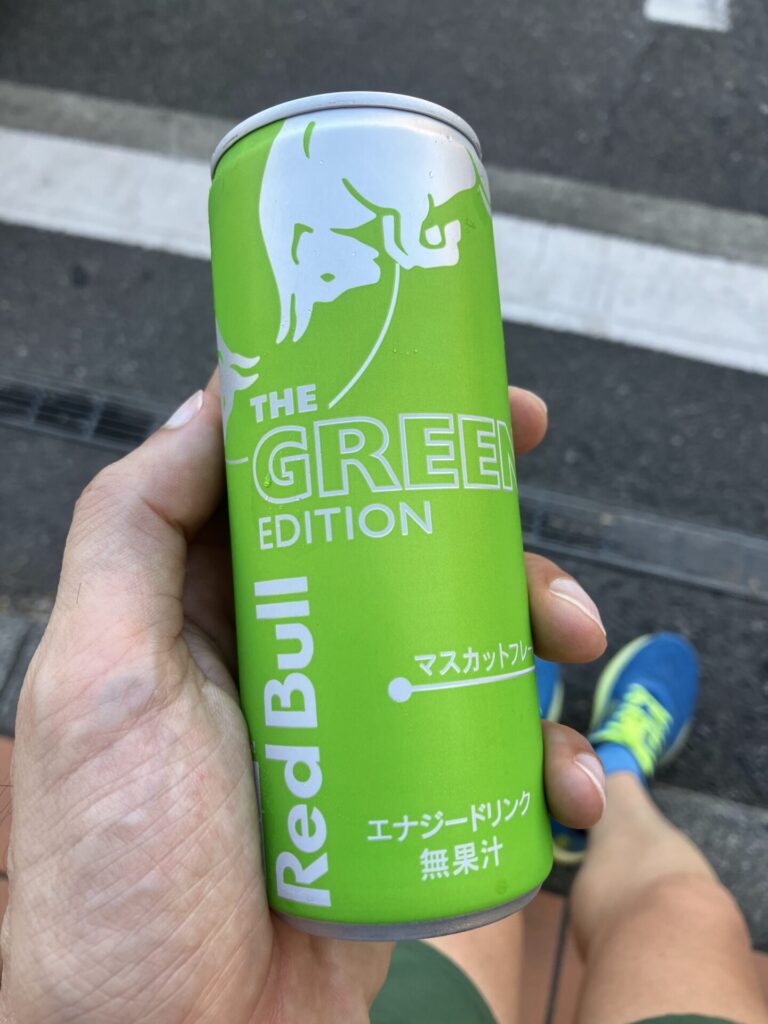 THE
GREEN
EDITION
Red Bull
マスカットフレー
エナジードリンク
無果汁